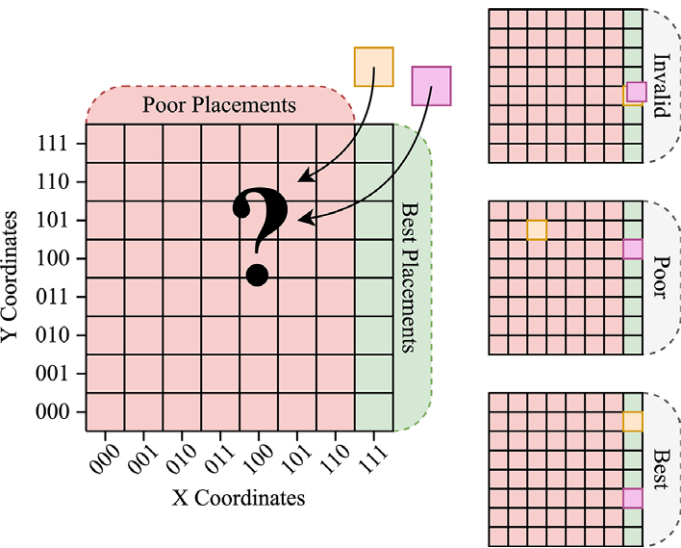 Poor Placements
Best Placements
?
Y Coordinates
111
110
101
100
011
010
001
000
000
001
010
011
100
101
110
111
X Coordinates
Invalid
Poor
Best